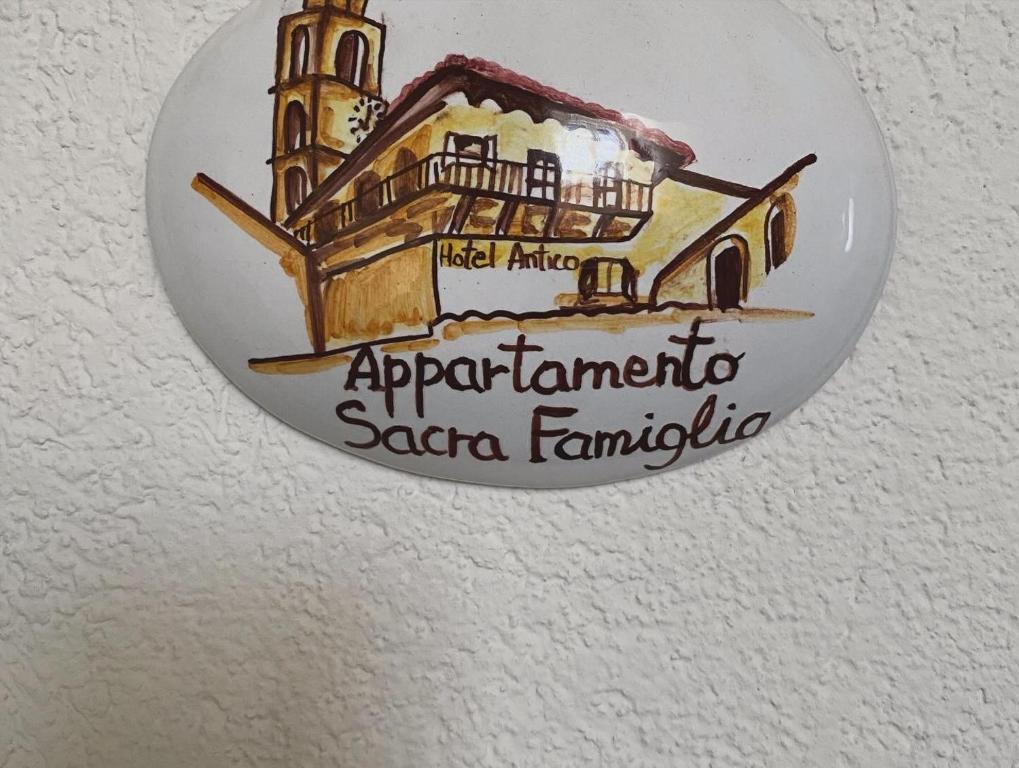 Hotel Antico
Appartamento
Sacra Famiglia